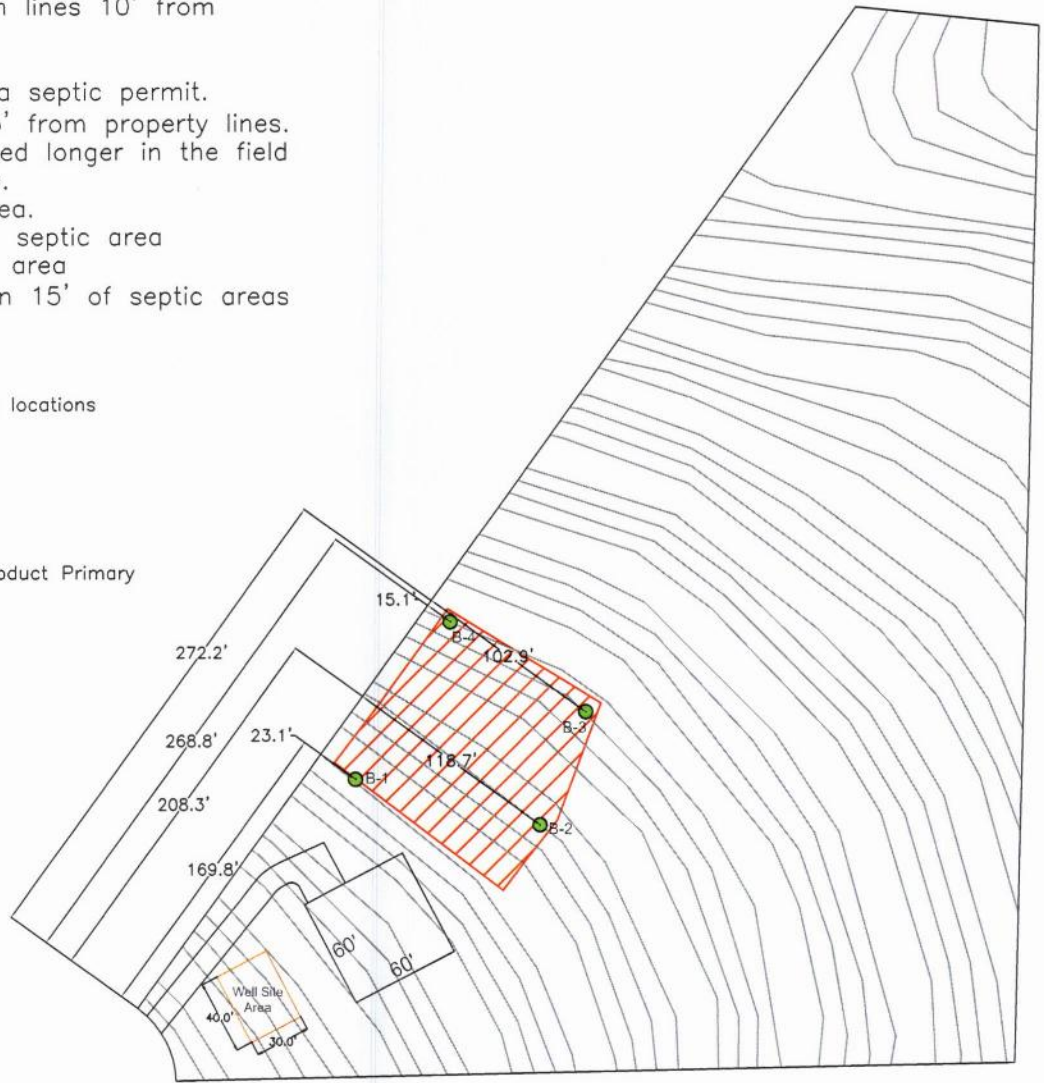 lines 10' from
a septic permit.
' from property lines.
ed longer in the field
ea.
septic area
area
n 15' of septic areas
locations
oduct Primary
15.1'
B-4
102.9'
272.2'
B-3
268.8'
23.1'
118.7'
B-1
208.3'
B-2
169.8'
60'
60'
Well Site
Area
40.0'
30.0'